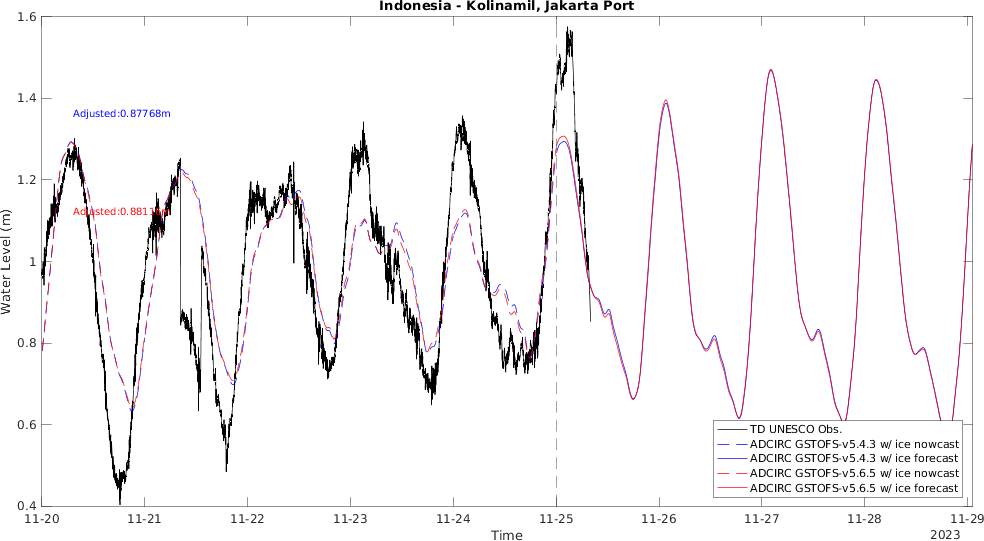 Indonesia - Kolinamil, Jakarta Port
Water Level (m)
1.6
1.4
1.2
1
0.8
0.6
0.4
Adjusted:0.87768m
TD UNESCO Obs.
ADCIRC GSTOFS-v5.4.3 w/ ice nowcast
ADCIRC GSTOFS-v5.4.3 w/ ice forecast
ADCIRC GSTOFS-v5.6.5 w/ ice nowcast
ADCIRC GSTOFS-v5.6.5 w/ ice forecast
11-20 11-21 11-22 11-23 11-24 11-25 11-26 11-27 11-28 11-29
Time
2023